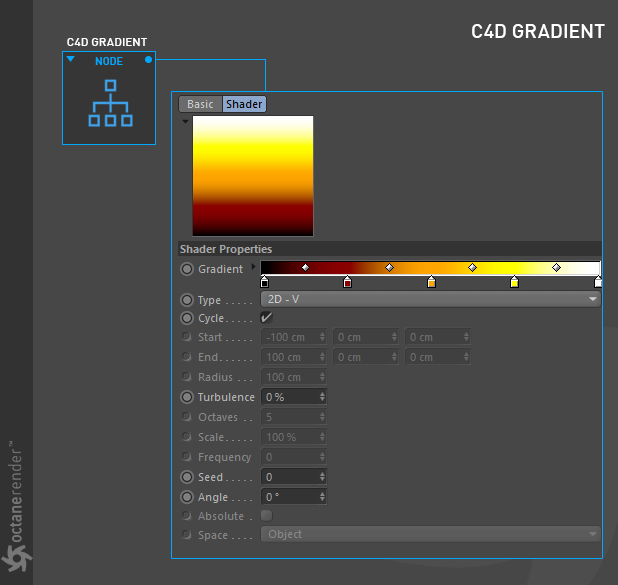 C4D GRADIENT
C4D GRADIENT
NODE
Basic Shader
Shader Properties
Gradient
Type . . . . . 2D - V
Cycle. . . . . ✔
Start . . . . . -100 cm 0 cm 0 cm
End. . . . . . 100 cm 0 cm 0 cm
Radius . . . 100 cm
Turbulence 0 %
Octaves . . 5
Scale. . . . . 100 %
Frequency 0
Seed . . . . . 0
Angle . . . . 0 °
Absolute .
Space . . . . Object
octanerender™